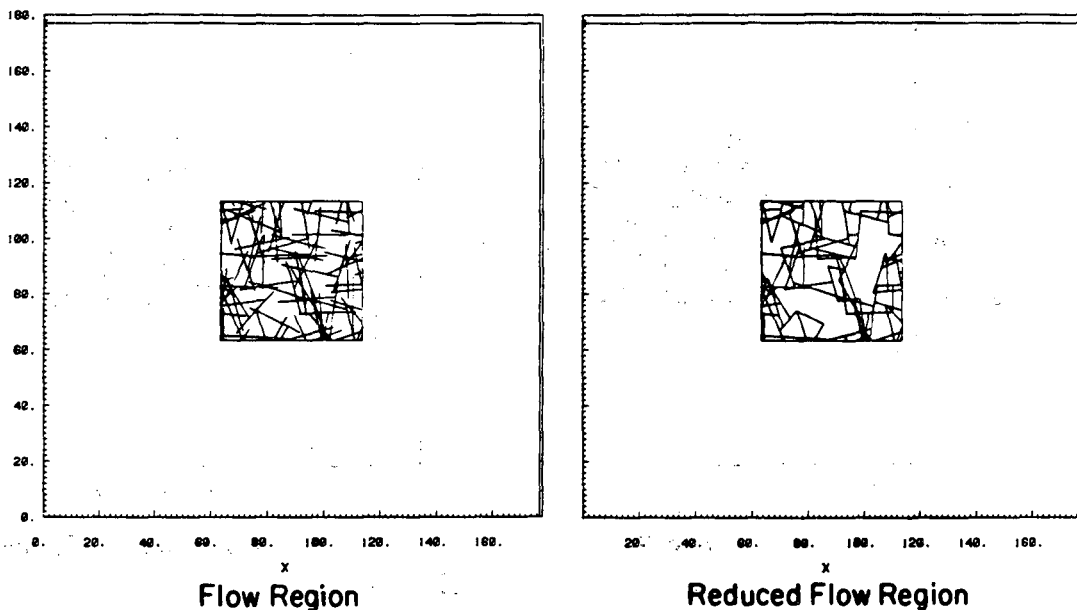 180.
160.
140.
120.
100.
80.
60.
40.
20.
0.
0. 20. 40. 60. 80. 100. 120. 140. 160.
20. 40. 60. 80. 100. 120. 140. 160.
X
X
Flow Region
Reduced Flow Region